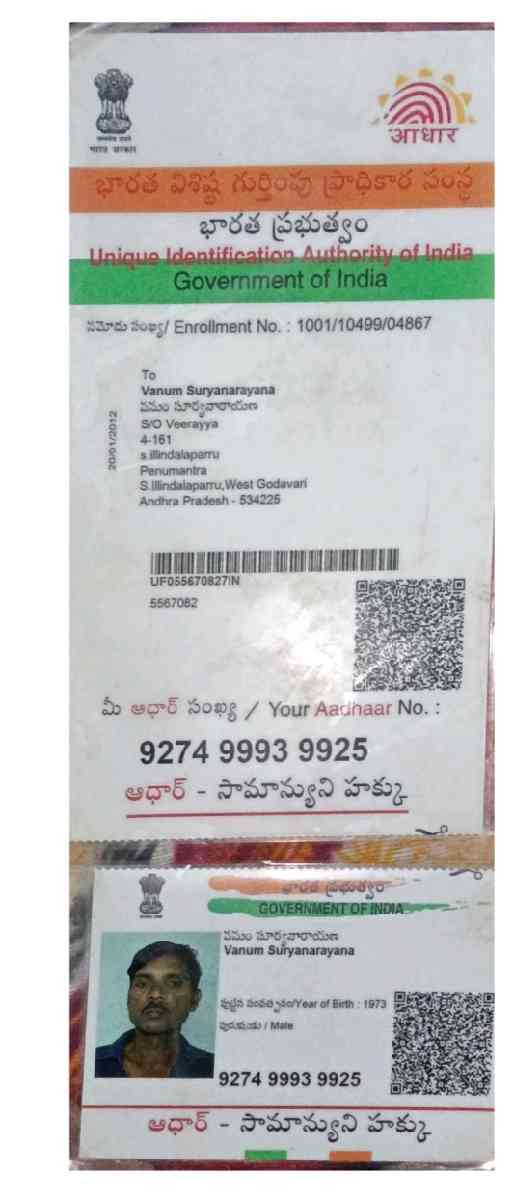 भारत सरकार
आधार
భారత విశిష్ట గుర్తింపు ప్రాధికార సంస్థ
భారత ప్రభుత్వం
Unique Identification Authority of India
Government of India
నమోదు సంఖ్య/ Enrollment No. : 1001/10499/04867
To
Vanum Suryanarayana
వనుం సూర్యనారాయణ
S/O Veerayya
4-161
s.illindalaparru
Penumantra
S.Illindalaparru,West Godavari
Andhra Pradesh - 534225
20/01/2012
UF055670827IN
5567082
మీ ఆధార్ సంఖ్య / Your Aadhaar No. :
9274 9993 9925
ఆధార్ - సామాన్యుని హక్కు
భారత ప్రభుత్వం
GOVERNMENT OF INDIA
వనుం సూర్యనారాయణ
Vanum Suryanarayana
పుట్టిన సంవత్సరం/Year of Birth : 1973
పురుషుడు / Male
9274 9993 9925
ఆధార్ - సామాన్యుని హక్కు